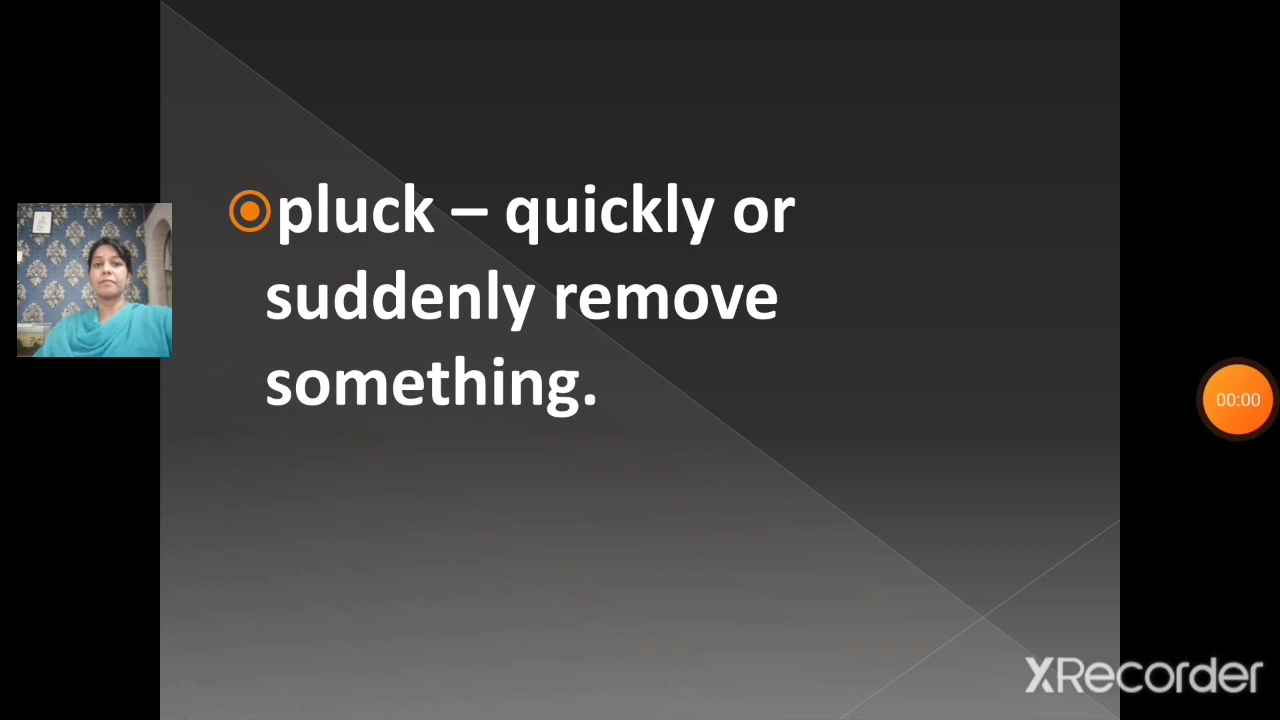 pluck – quickly or
suddenly remove
something.
00:00
XRecorder